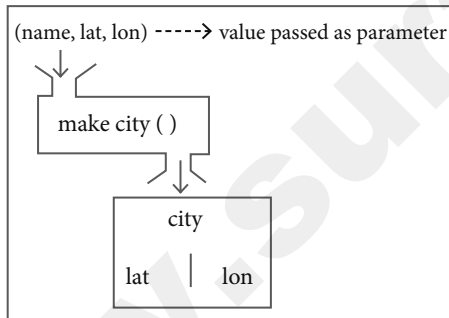 (name, lat, lon) -----→ value passed as parameter
make city ( )
city
lat | lon